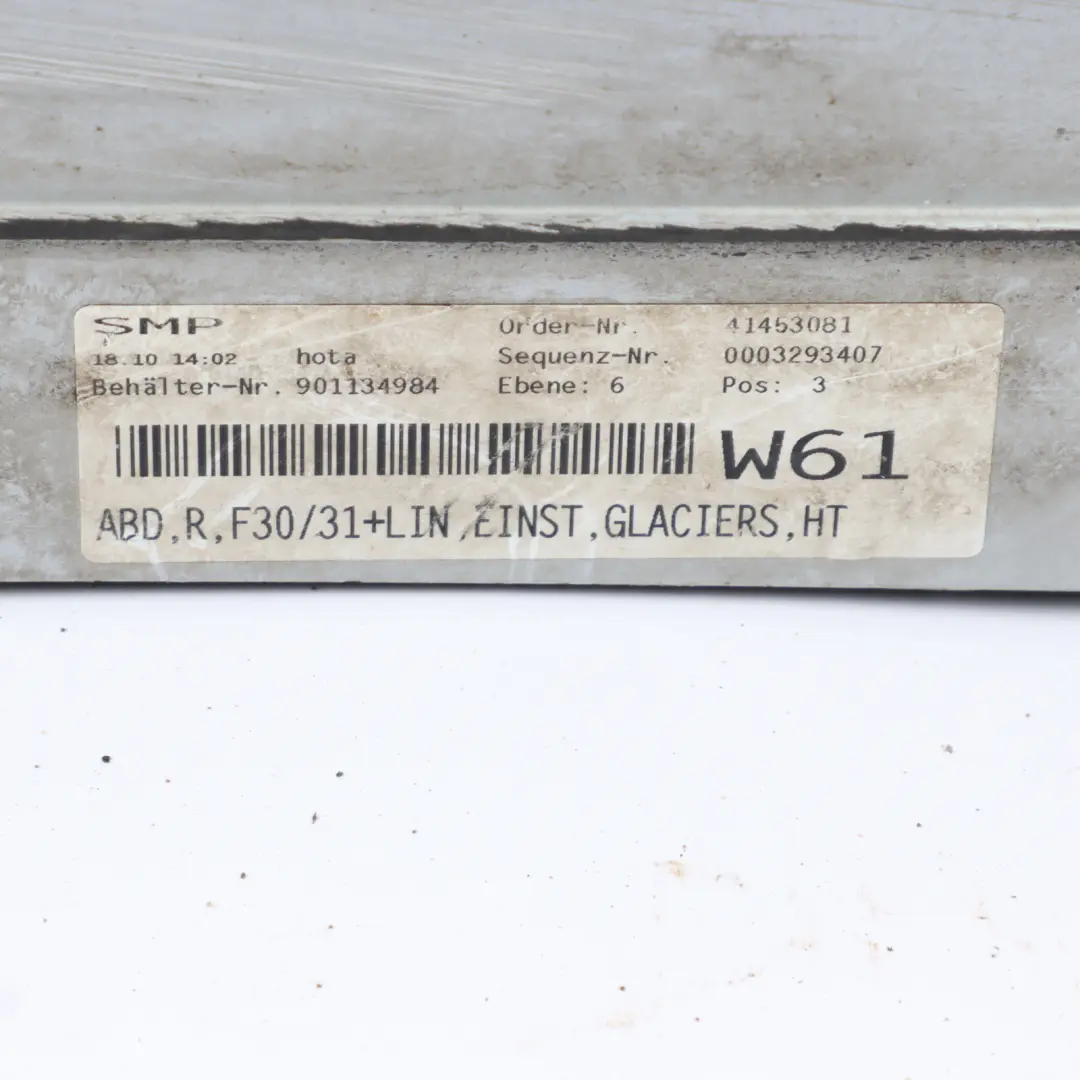 SMP Order-Nr. 41453081
18.10 14:02 hota Sequenz-Nr. 0003293407
Behälter-Nr. 901134984 Ebene: 6 Pos: 3
W61
ABD,R,F30/31+LIN,EINST,GLACIERS,HT